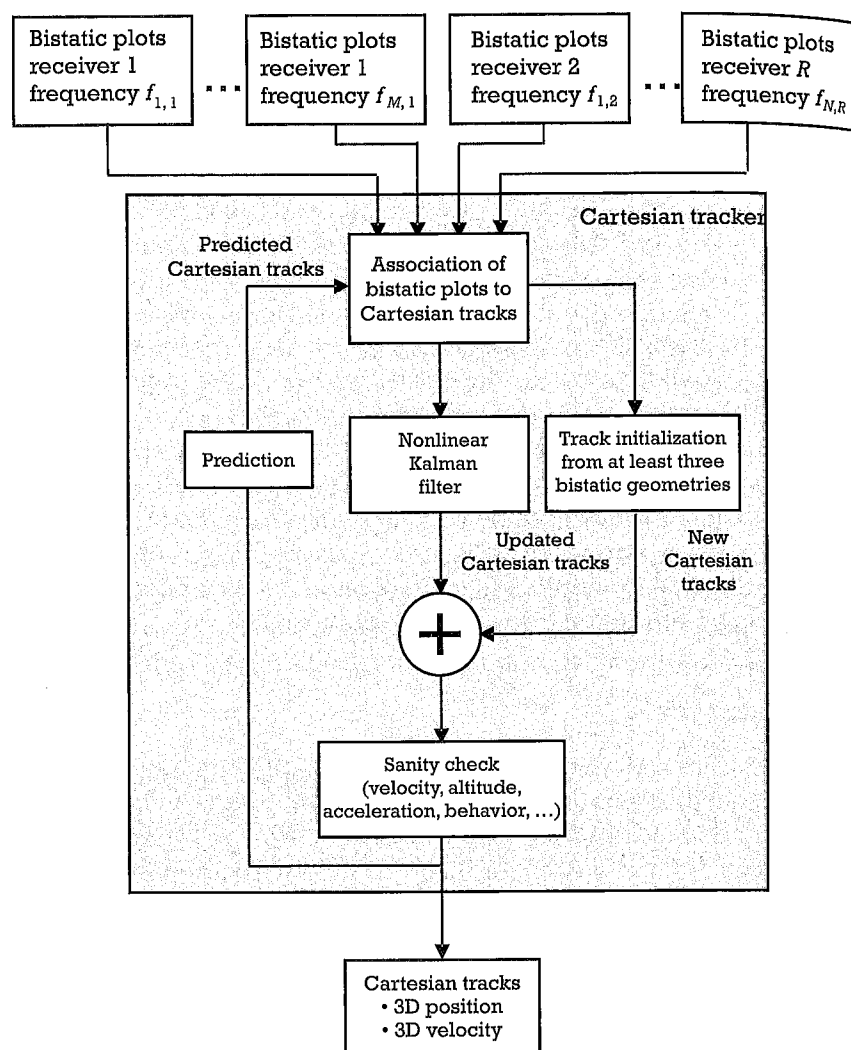 Bistatic plots
receiver 1
frequency f1,1
...
Bistatic plots
receiver 1
frequency fM,1
Bistatic plots
receiver 2
frequency f1,2
...
Bistatic plots
receiver R
frequency fN,R
Cartesian tracker
Predicted
Cartesian tracks
Association of
bistatic plots to
Cartesian tracks
Prediction
Nonlinear
Kalman
filter
Track initialization
from at least three
bistatic geometries
Updated
Cartesian tracks
New
Cartesian
tracks
+
Sanity check
(velocity, altitude,
acceleration, behavior, ...)
Cartesian tracks
• 3D position
• 3D velocity